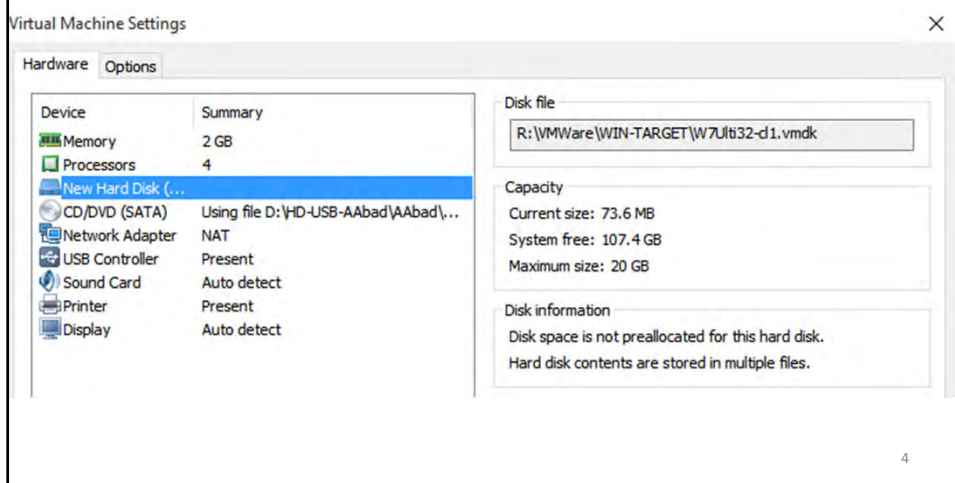 Virtual Machine Settings
Hardware Options
Device Summary
Memory 2 GB
Processors 4
New Hard Disk (...
CD/DVD (SATA) Using file D:\HD-USB-AAbad\AAbad\...
Network Adapter NAT
USB Controller Present
Sound Card Auto detect
Printer Present
Display Auto detect
Disk file
R:\VMWare\WIN-TARGET\W7Ulti32-cl1.vmdk
Capacity
Current size: 73.6 MB
System free: 107.4 GB
Maximum size: 20 GB
Disk information
Disk space is not preallocated for this hard disk.
Hard disk contents are stored in multiple files.
4